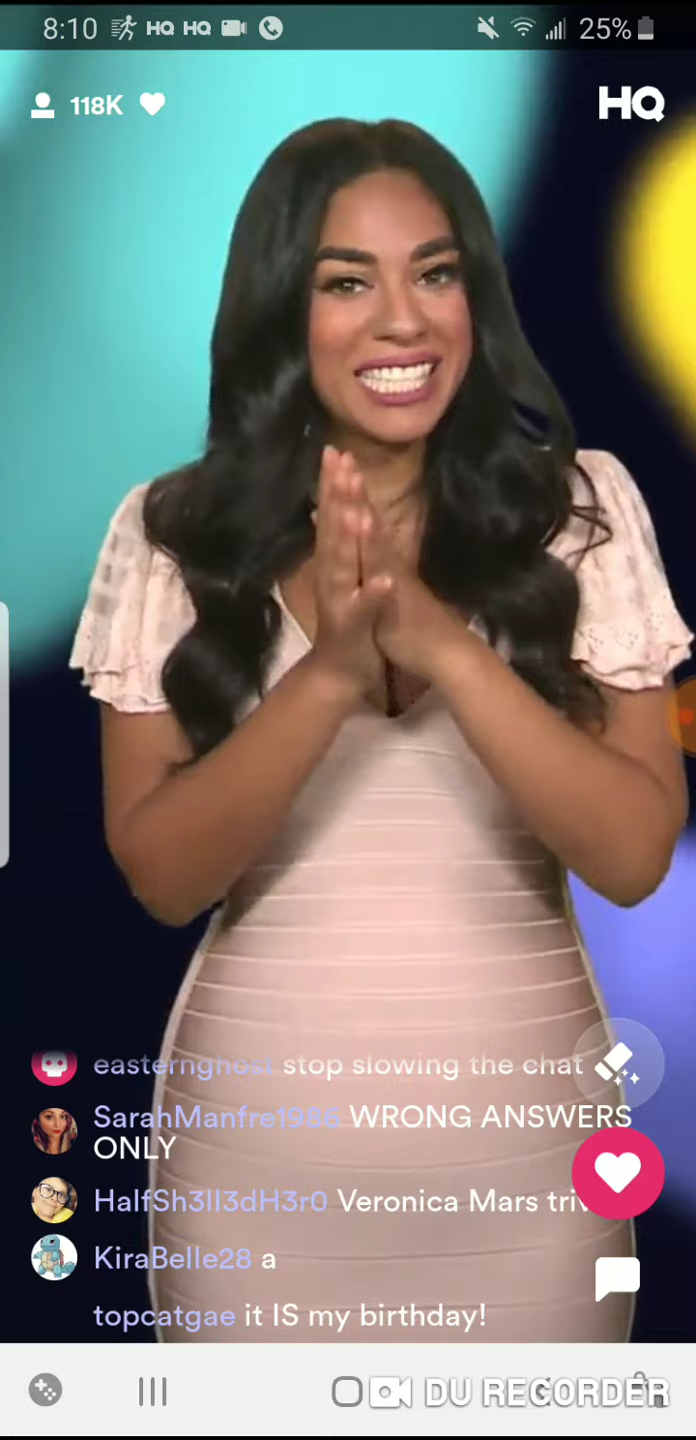 8:10 HQ HQ 25%
118K
HQ
easternghost stop slowing the chat
SarahManfre1986 WRONG ANSWERS
ONLY
HalfSh3ll3dH3r0 Veronica Mars triv
KiraBelle28 a
topcatgae it IS my birthday!
DU RECORDER